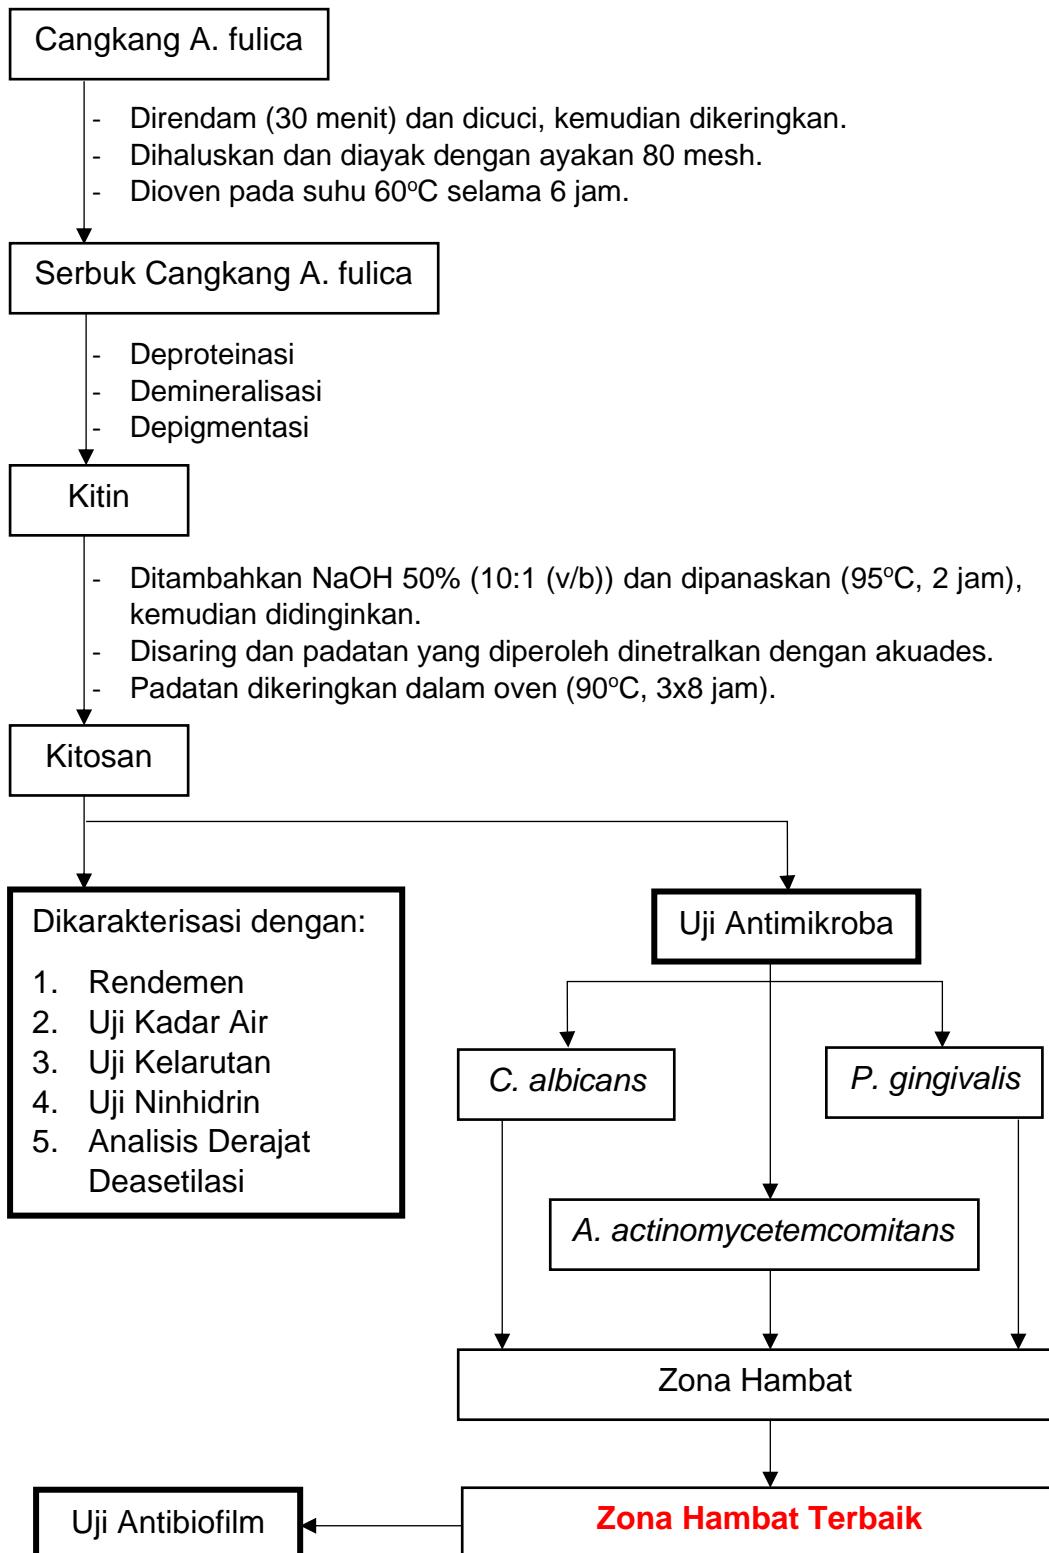 Cangkang A. fulica
- Direndam (30 menit) dan dicuci, kemudian dikeringkan.
- Dihaluskan dan diayak dengan ayakan 80 mesh.
- Dioven pada suhu 60°C selama 6 jam.
Serbuk Cangkang A. fulica
- Deproteinasi
- Demineralisasi
- Depigmentasi
Kitin
- Ditambahkan NaOH 50% (10:1 (v/b)) dan dipanaskan (95°C, 2 jam),
kemudian didinginkan.
- Disaring dan padatan yang diperoleh dinetralkan dengan akuades.
- Padatan dikeringkan dalam oven (90°C, 3x8 jam).
Kitosan
Dikarakterisasi dengan:
1. Rendemen
2. Uji Kadar Air
3. Uji Kelarutan
4. Uji Ninhidrin
5. Analisis Derajat
Deasetilasi
Uji Antimikroba
C. albicans
P. gingivalis
A. actinomycetemcomitans
Zona Hambat
Zona Hambat Terbaik
Uji Antibiofilm